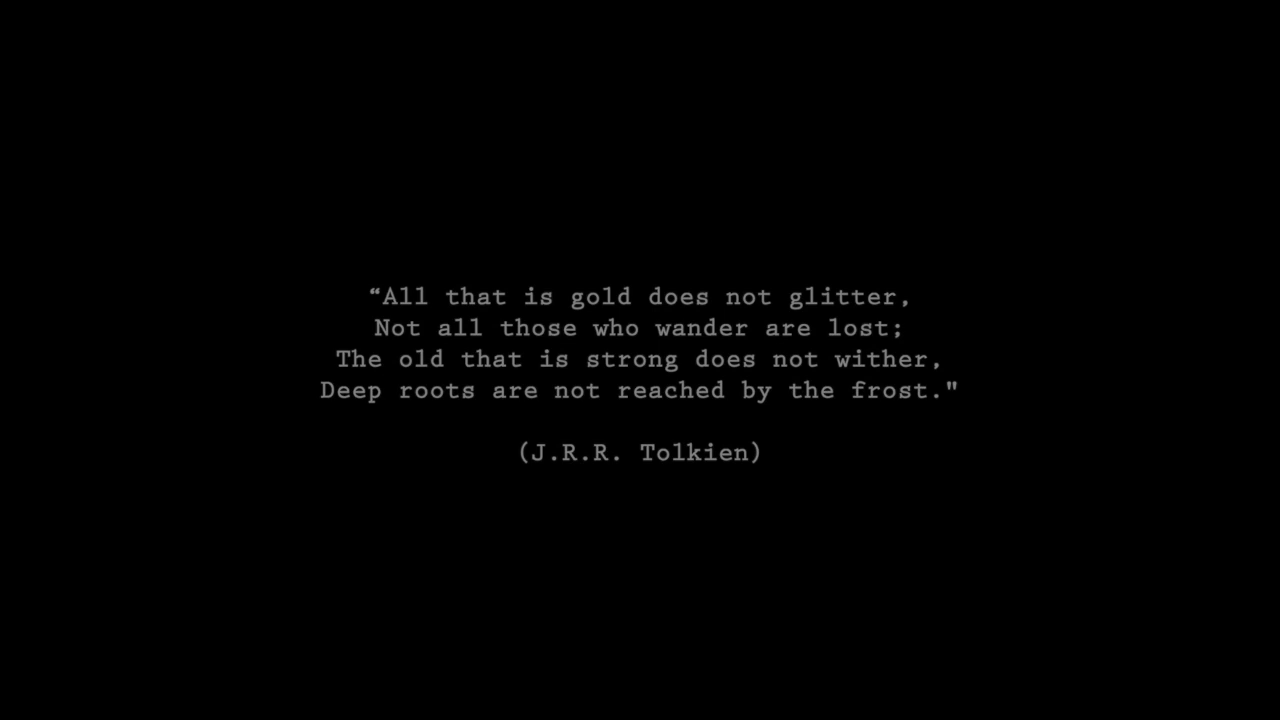 “All that is gold does not glitter,
Not all those who wander are lost;
The old that is strong does not wither,
Deep roots are not reached by the frost."
(J.R.R. Tolkien)